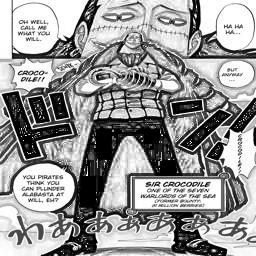 OH WELL,
CALL ME
WHAT YOU
WILL.
HA HA
HA...
CROCO-
DILE!!
BUT
ANYWAY
...
YOU PIRATES
THINK YOU
CAN PLUNDER
ALABASTA AT
WILL, EH?
SIR CROCODILE
ONE OF THE SEVEN
WARLORDS OF THE SEA
(FORMER BOUNTY:
81 MILLION BERRIES)
わあああああ